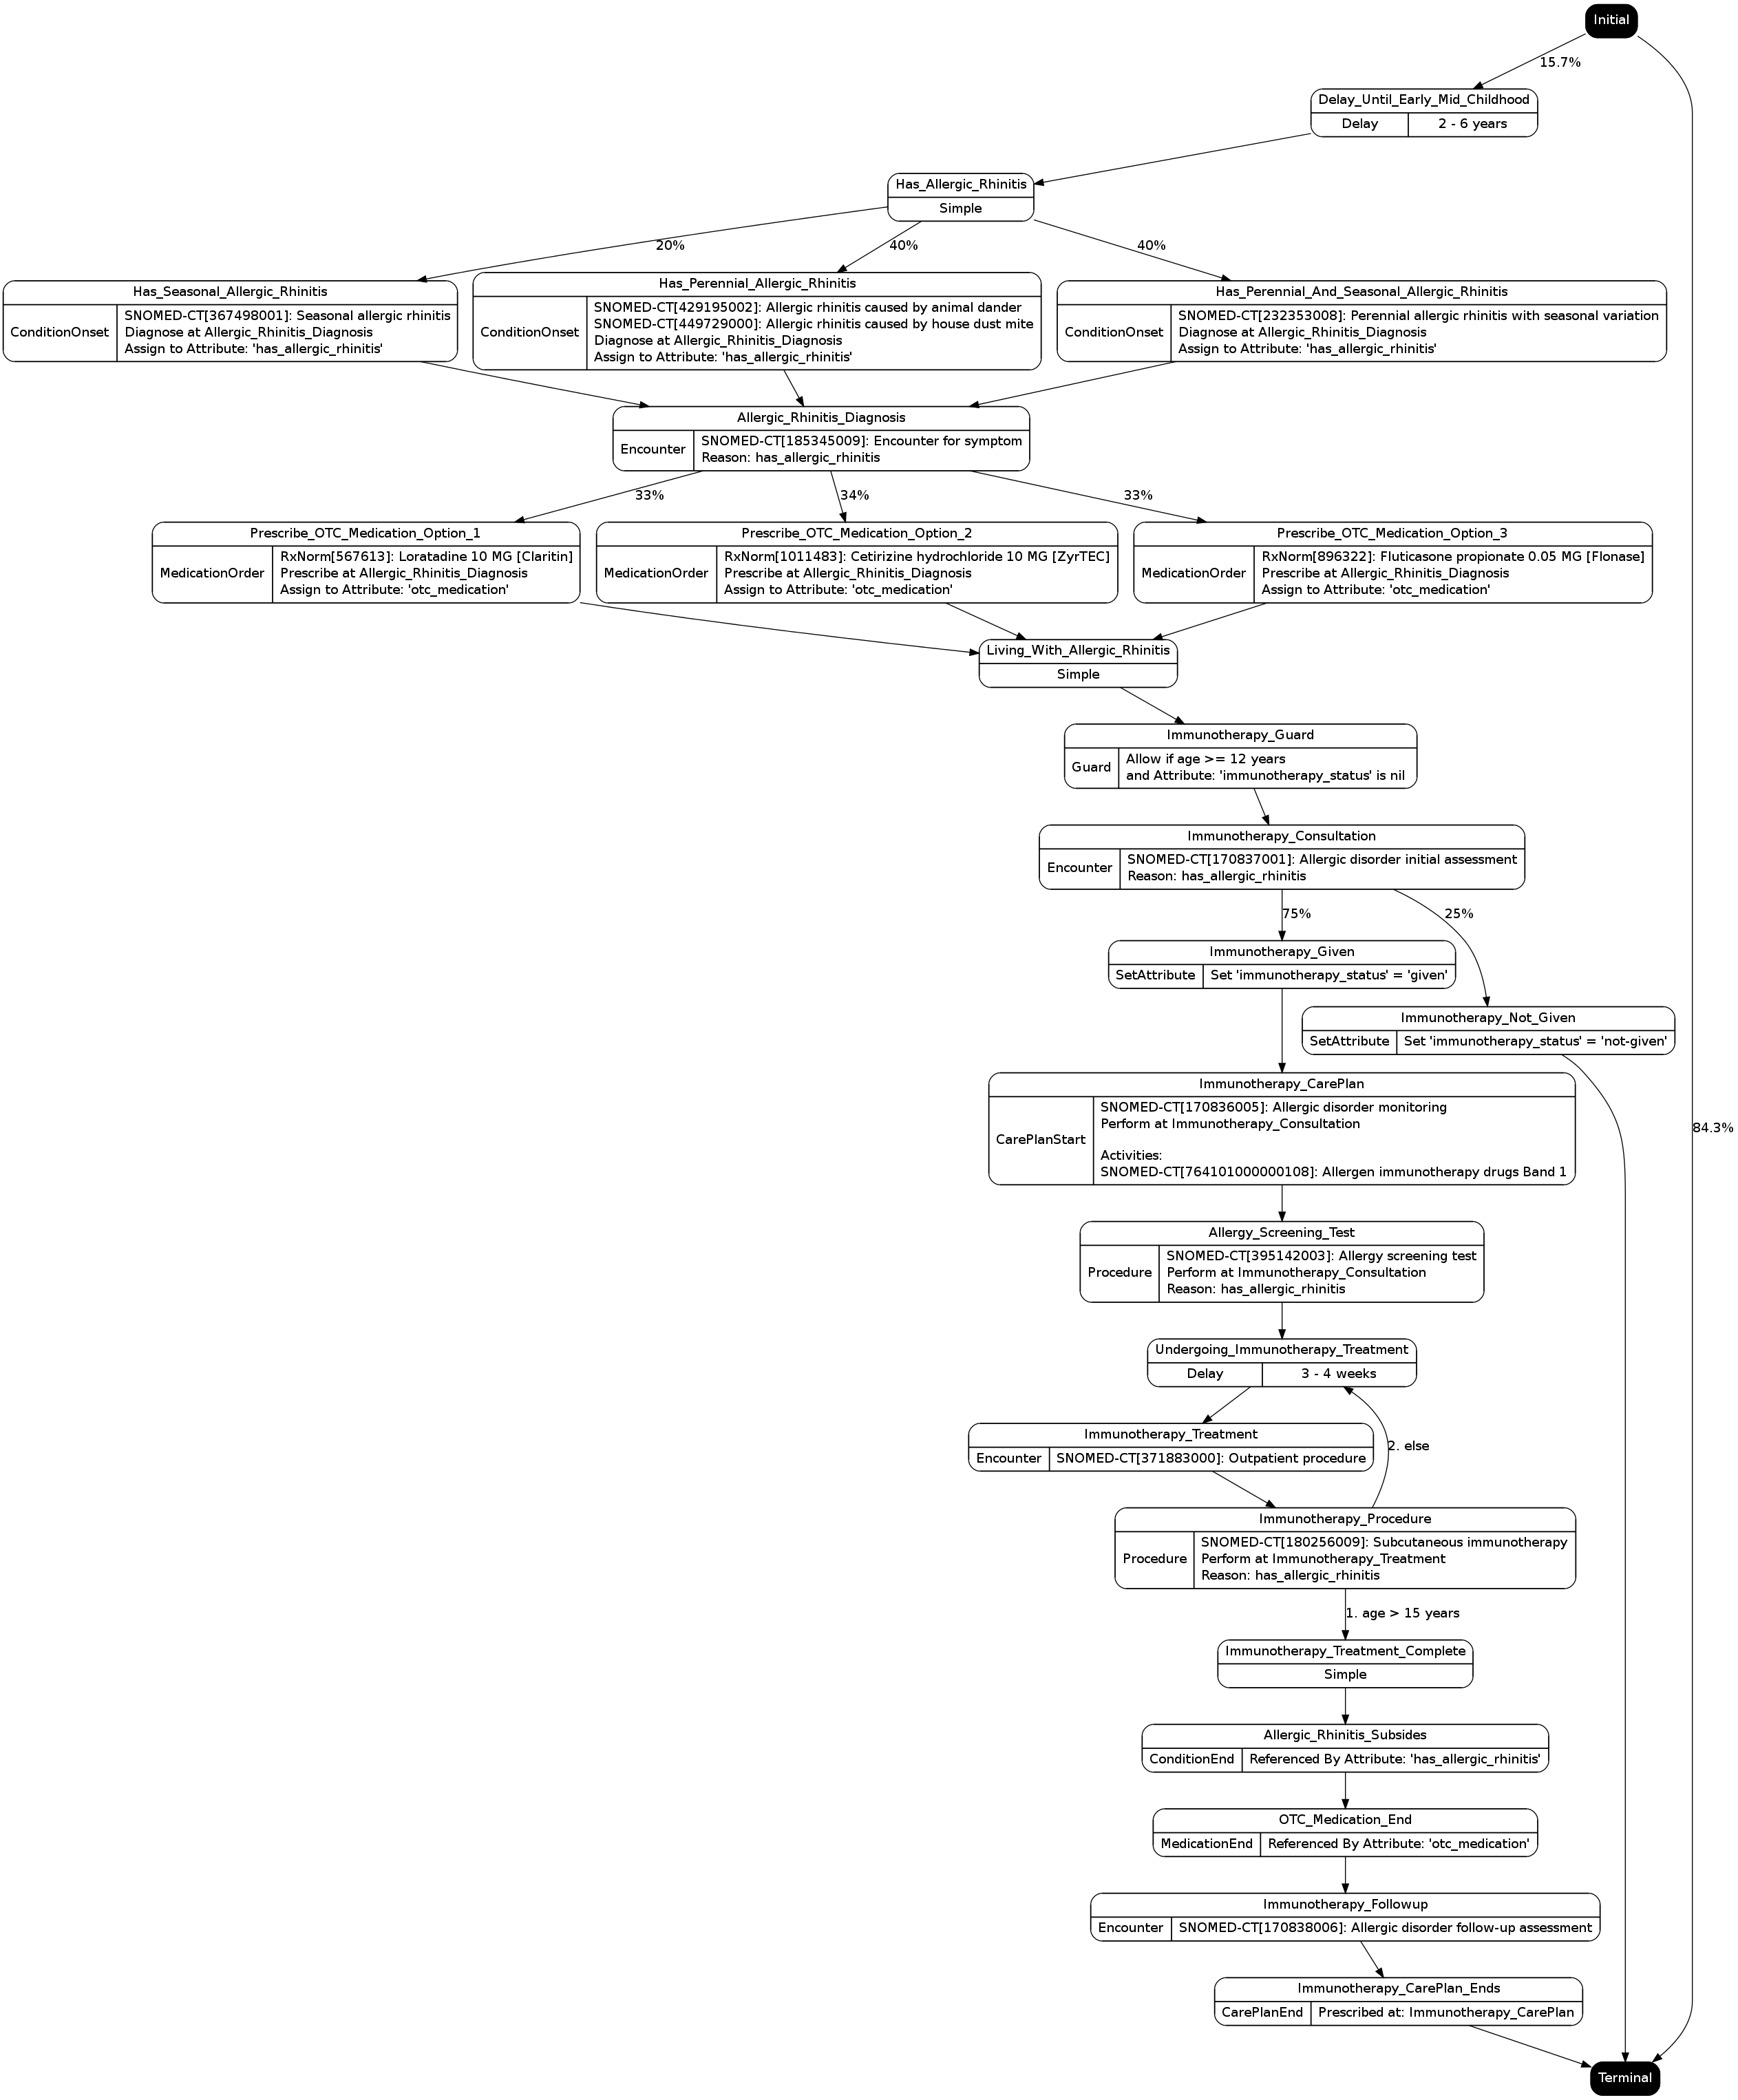 Initial
15.7%
Delay_Until_Early_Mid_Childhood
Delay
2 - 6 years
Has_Allergic_Rhinitis
Simple
20%
40%
40%
Has_Seasonal_Allergic_Rhinitis
ConditionOnset
SNOMED-CT[367498001]: Seasonal allergic rhinitis
Diagnose at Allergic_Rhinitis_Diagnosis
Assign to Attribute: 'has_allergic_rhinitis'
Has_Perennial_Allergic_Rhinitis
ConditionOnset
SNOMED-CT[429195002]: Allergic rhinitis caused by animal dander
SNOMED-CT[449729000]: Allergic rhinitis caused by house dust mite
Diagnose at Allergic_Rhinitis_Diagnosis
Assign to Attribute: 'has_allergic_rhinitis'
Has_Perennial_And_Seasonal_Allergic_Rhinitis
ConditionOnset
SNOMED-CT[232353008]: Perennial allergic rhinitis with seasonal variation
Diagnose at Allergic_Rhinitis_Diagnosis
Assign to Attribute: 'has_allergic_rhinitis'
Allergic_Rhinitis_Diagnosis
Encounter
SNOMED-CT[185345009]: Encounter for symptom
Reason: has_allergic_rhinitis
33%
34%
33%
Prescribe_OTC_Medication_Option_1
MedicationOrder
RxNorm[567613]: Loratadine 10 MG [Claritin]
Prescribe at Allergic_Rhinitis_Diagnosis
Assign to Attribute: 'otc_medication'
Prescribe_OTC_Medication_Option_2
MedicationOrder
RxNorm[1011483]: Cetirizine hydrochloride 10 MG [ZyrTEC]
Prescribe at Allergic_Rhinitis_Diagnosis
Assign to Attribute: 'otc_medication'
Prescribe_OTC_Medication_Option_3
MedicationOrder
RxNorm[896322]: Fluticasone propionate 0.05 MG [Flonase]
Prescribe at Allergic_Rhinitis_Diagnosis
Assign to Attribute: 'otc_medication'
Living_With_Allergic_Rhinitis
Simple
Immunotherapy_Guard
Guard
Allow if age >= 12 years
and Attribute: 'immunotherapy_status' is nil
Immunotherapy_Consultation
Encounter
SNOMED-CT[170837001]: Allergic disorder initial assessment
Reason: has_allergic_rhinitis
75%
25%
Immunotherapy_Given
SetAttribute
Set 'immunotherapy_status' = 'given'
Immunotherapy_Not_Given
SetAttribute
Set 'immunotherapy_status' = 'not-given'
Immunotherapy_CarePlan
CarePlanStart
SNOMED-CT[170836005]: Allergic disorder monitoring
Perform at Immunotherapy_Consultation
Activities:
SNOMED-CT[764101000000108]: Allergen immunotherapy drugs Band 1
84.3%
Allergy_Screening_Test
Procedure
SNOMED-CT[395142003]: Allergy screening test
Perform at Immunotherapy_Consultation
Reason: has_allergic_rhinitis
Undergoing_Immunotherapy_Treatment
Delay
3 - 4 weeks
Immunotherapy_Treatment
Encounter
SNOMED-CT[371883000]: Outpatient procedure
2. else
Immunotherapy_Procedure
Procedure
SNOMED-CT[180256009]: Subcutaneous immunotherapy
Perform at Immunotherapy_Treatment
Reason: has_allergic_rhinitis
1. age > 15 years
Immunotherapy_Treatment_Complete
Simple
Allergic_Rhinitis_Subsides
ConditionEnd
Referenced By Attribute: 'has_allergic_rhinitis'
OTC_Medication_End
MedicationEnd
Referenced By Attribute: 'otc_medication'
Immunotherapy_Followup
Encounter
SNOMED-CT[170838006]: Allergic disorder follow-up assessment
Immunotherapy_CarePlan_Ends
CarePlanEnd
Prescribed at: Immunotherapy_CarePlan
Terminal